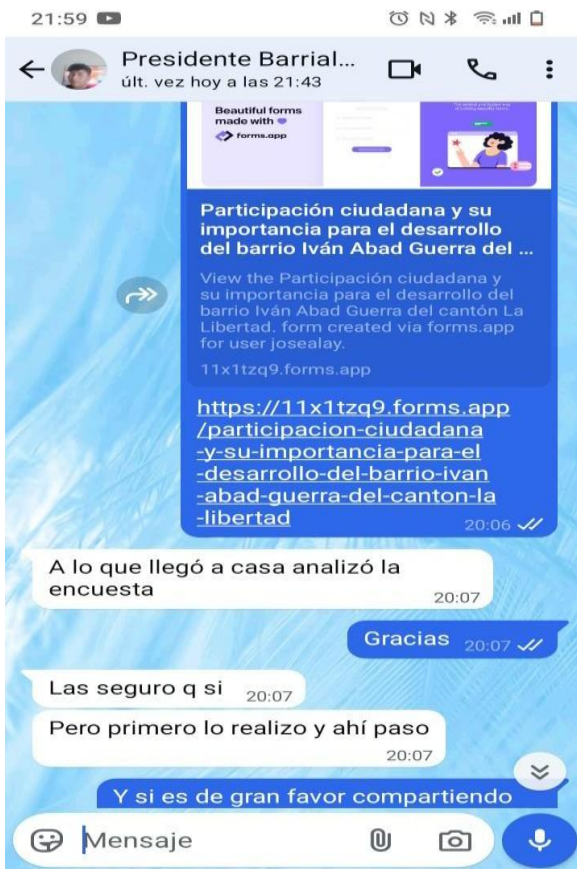 21:59
Presidente Barrial...
últ. vez hoy a las 21:43
Beautiful forms
made with
forms.app
Participación ciudadana y su
importancia para el desarrollo
del barrio Iván Abad Guerra del ...
View the Participación ciudadana y
su importancia para el desarrollo del
barrio Iván Abad Guerra del cantón La
Libertad. form created via forms.app
for user josealay.
11x1tzq9.forms.app
https://11x1tzq9.forms.app
/participacion-ciudadana
-y-su-importancia-para-el
-desarrollo-del-barrio-ivan
-abad-guerra-del-canton-la
-libertad
20:06
A lo que llegó a casa analizó la
encuesta
20:07
Gracias 20:07
Las seguro q si 20:07
Pero primero lo realizo y ahí paso
20:07
Y si es de gran favor compartiendo
Mensaje